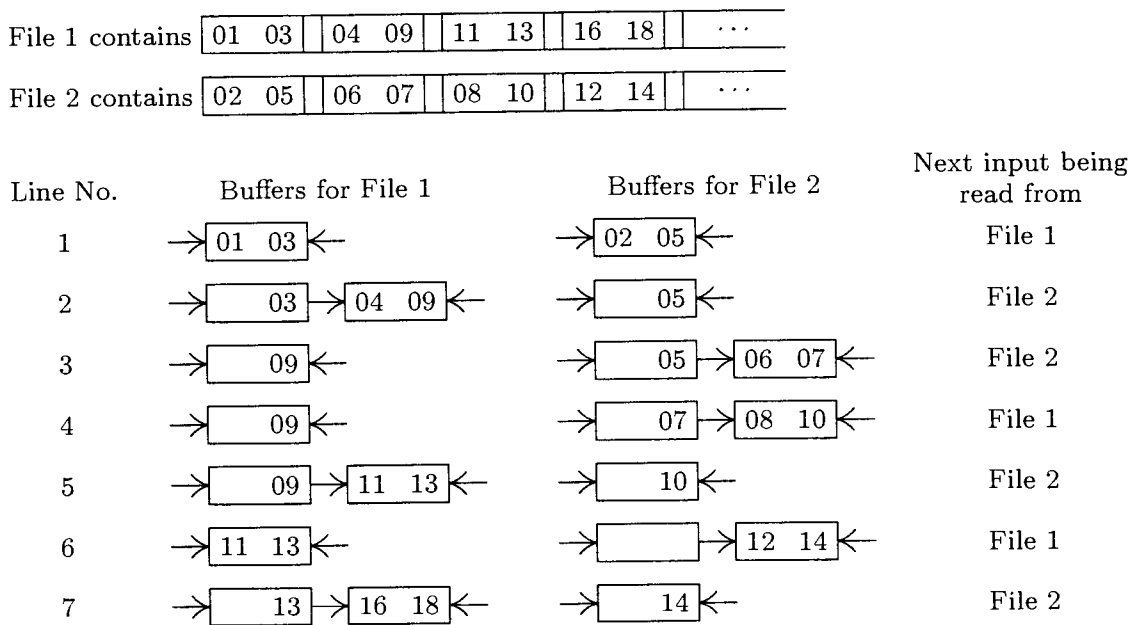 File 1 contains 01 03 04 09 11 13 16 18 ···
File 2 contains 02 05 06 07 08 10 12 14 ···
Next input being
Line No. Buffers for File 1 Buffers for File 2 read from
1 01 03 02 05 File 1
2 03 04 09 05 File 2
3 09 05 06 07 File 2
4 09 07 08 10 File 1
5 09 11 13 10 File 2
6 11 13 12 14 File 1
7 13 16 18 14 File 2